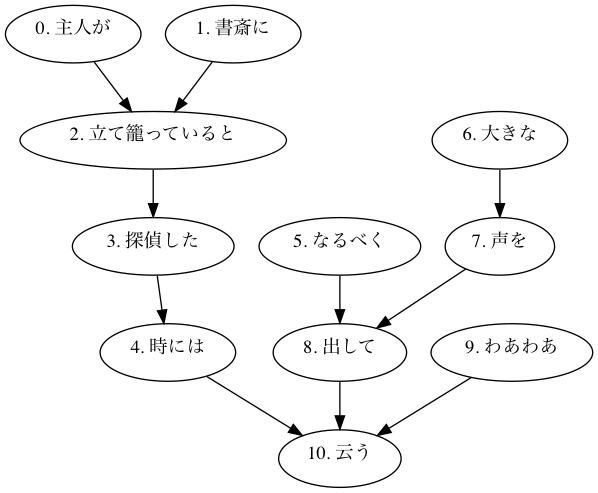 0. 主人が
1. 書斎に
2. 立て籠っていると
6. 大きな
3. 探偵した
5. なるべく
7. 声を
4. 時には
8. 出して
9. わあわあ
10. 云う